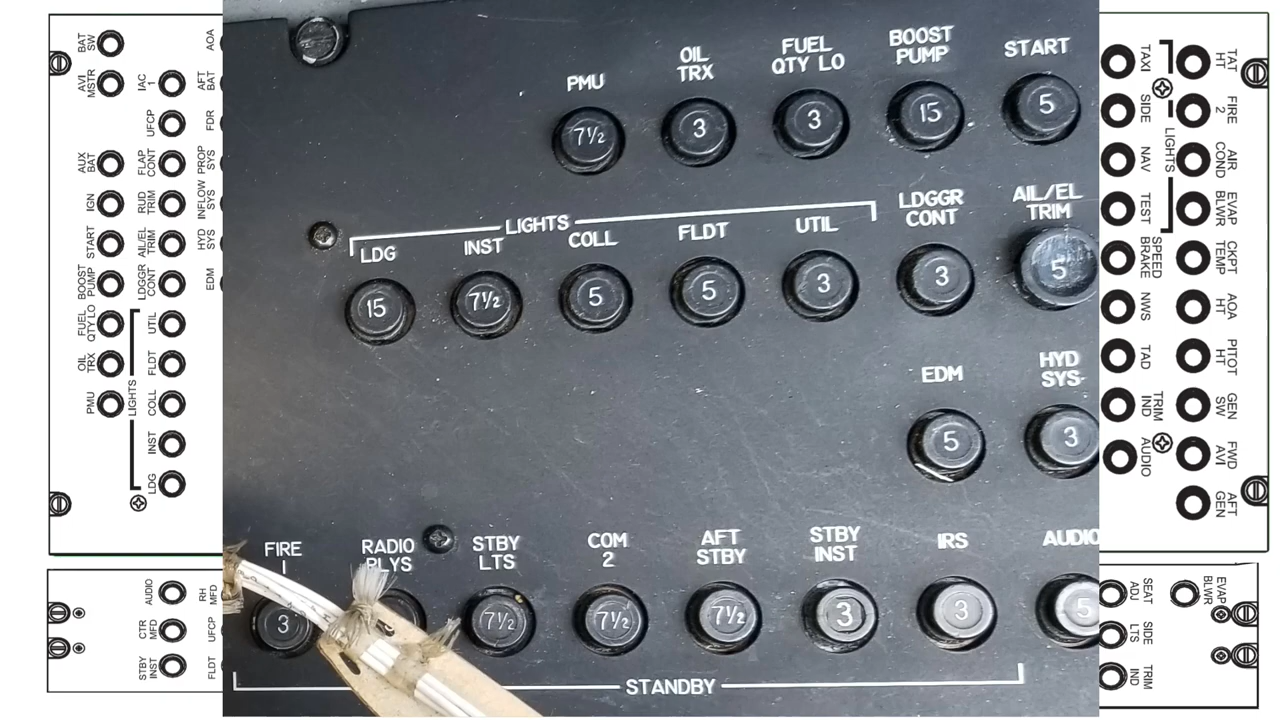 BAT
SW
AVI
MSTR
AUX
BAT
IGN
START
BOOST
PUMP
FUEL
QTY LO
OIL
TRX
PMU
IAC
1
UFCP
FLAP
CONT
RUD
TRIM
AIL/EL
TRIM
LDGGR
CONT
UTIL
FLDT
COLL
INST
LDG
LIGHTS
AOA
AFT
BAT
FDR
PROP
SYS
INFLOW
SYS
HYD
SYS
EDM
AUDIO
CTR
MFD
STBY
INST
RH
MFD
UFCP
FLDT
PMU
OIL
TRX
FUEL
QTY LO
BOOST
PUMP
START
7½
3
3
15
5
LIGHTS
LDG
INST
COLL
FLDT
UTIL
LDGGR
CONT
AIL/EL
TRIM
15
7½
5
5
3
3
5
EDM
HYD
SYS
5
3
FIRE
1
RADIO
RLYS
STBY
LTS
COM
2
AFT
STBY
STBY
INST
IRS
AUDIO
3
7½
7½
7½
3
3
5
STANDBY
TAXI
SIDE
NAV
TEST
SPEED
BRAKE
NWS
TAD
TRIM
IND
AUDIO
LIGHTS
TAT
HT
FIRE
2
AIR
COND
EVAP
BLWR
CKPT
TEMP
AOA
HT
PITOT
HT
GEN
SW
FWD
AVI
AFT
GEN
SEAT
ADJ
SIDE
LTS
TRIM
IND
EVAP
BLWR